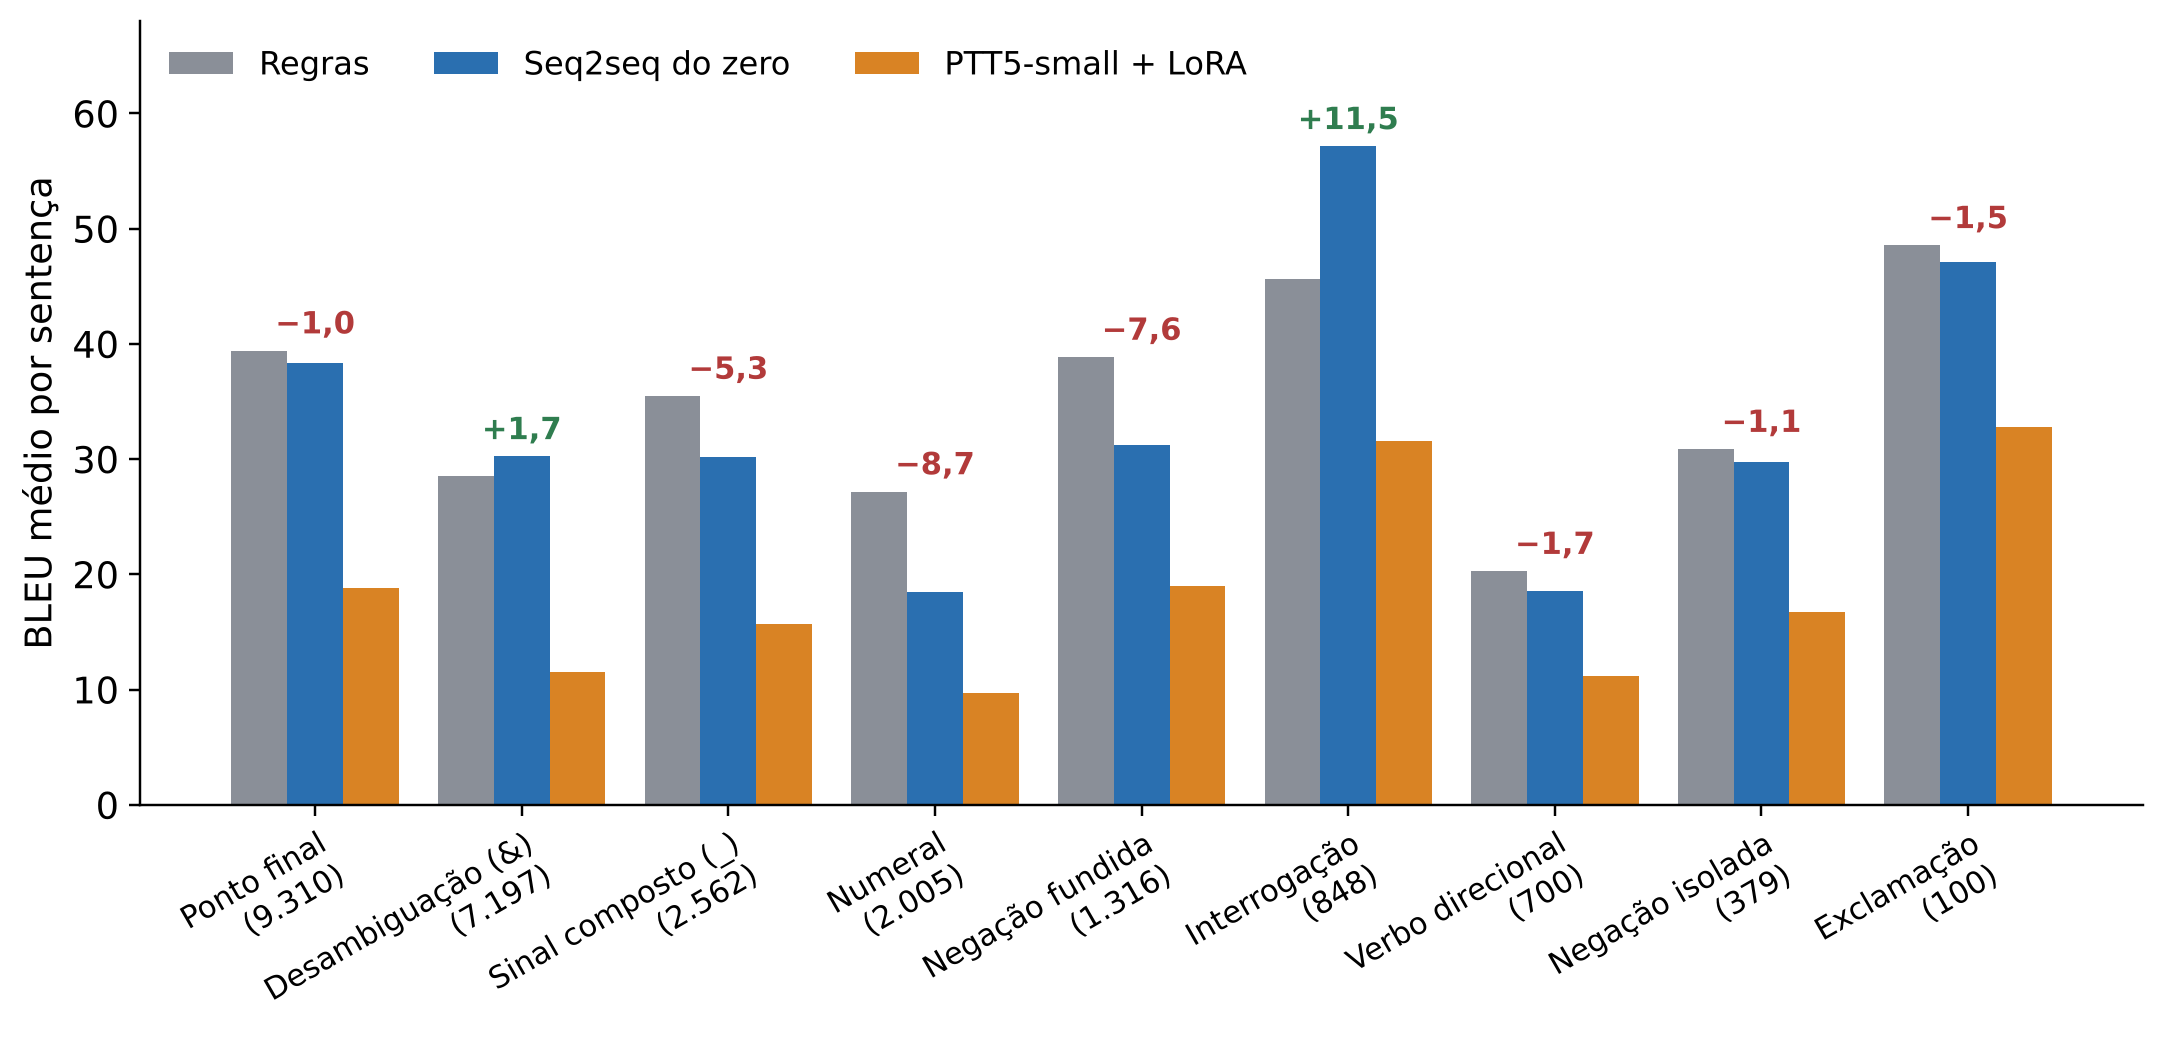 Regras
Seq2seq do zero
PTT5-small + LoRA
BLEU médio por sentença
60
50
40
30
20
10
0
−1,0
+1,7
−5,3
−8,7
−7,6
+11,5
−1,7
−1,1
−1,5
Ponto final
(9.310)
Desambiguação (&)
(7.197)
Sinal composto (_)
(2.562)
Numeral
(2.005)
Negação fundida
(1.316)
Interrogação
(848)
Verbo direcional
(700)
Negação isolada
(379)
Exclamação
(100)